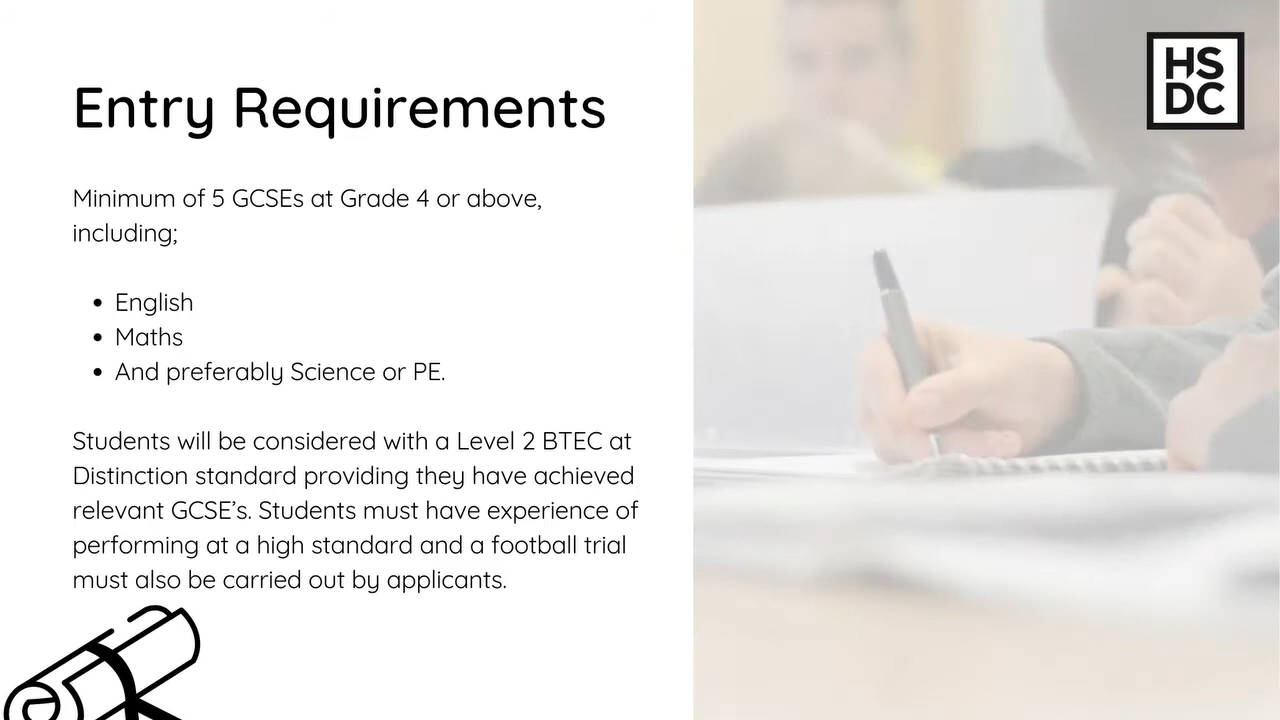 Entry Requirements
Minimum of 5 GCSEs at Grade 4 or above,
including;
• English
• Maths
• And preferably Science or PE.
Students will be considered with a Level 2 BTEC at
Distinction standard providing they have achieved
relevant GCSE’s. Students must have experience of
performing at a high standard and a football trial
must also be carried out by applicants.
HS
DC